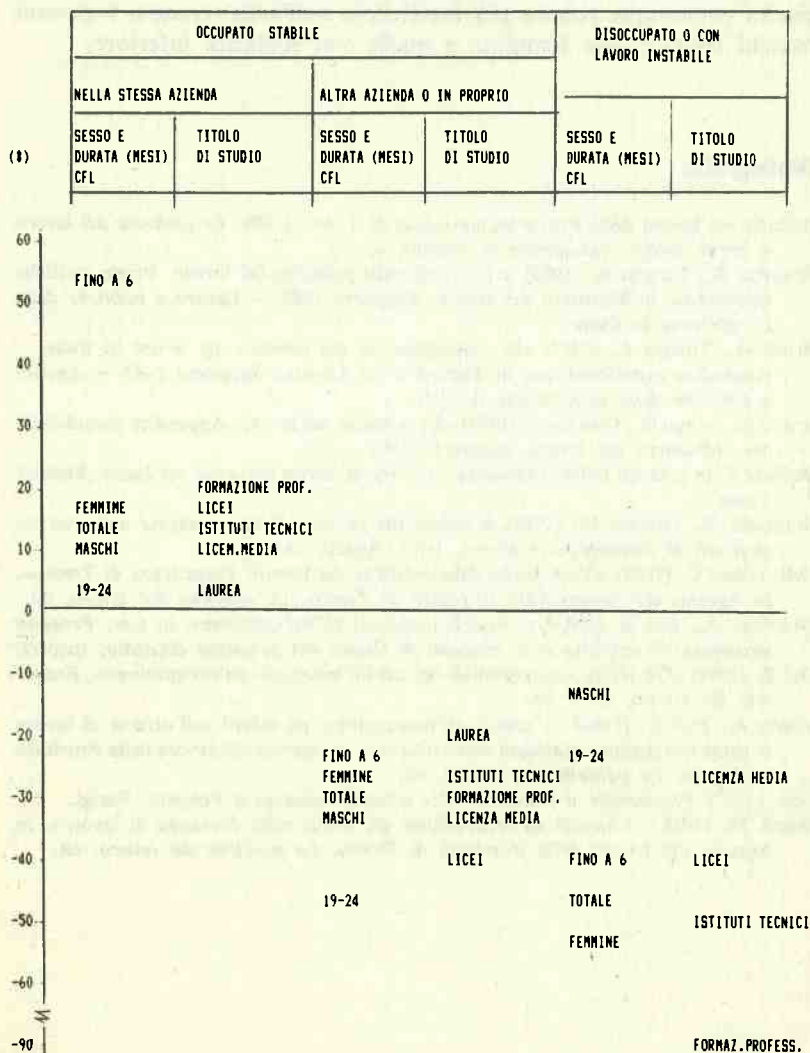 OCCUPATO STABILE
DISOCCUPATO O CON
LAVORO INSTABILE
NELLA STESSA AZIENDA
ALTRA AZIENDA O IN PROPRIO
($)
SESSO E
DURATA (MESI)
CFL
TITOLO
DI STUDIO
SESSO E
DURATA (MESI)
CFL
TITOLO
DI STUDIO
SESSO E
DURATA (MESI)
CFL
TITOLO
DI STUDIO
60
50
FINO A 6
40
30
20
FORMAZIONE PROF.
FEMMIME LICEI
TOTALE ISTITUTI TECNICI
10
MASCHI LICEM.MEDIA
19-24 LAUREA
0
-10
MASCHI
-20
LAUREA
FINO A 6 19-24
FEMMINE ISTITUTI TECNICI LICENZA MEDIA
-30
TOTALE FORMAZIONE PROF.
MASCHI LICENZA MEDIA
-40
LICEI FINO A 6 LICEI
19-24 TOTALE
-50
ISTITUTI TECNICI
FEMMINE
-60
-90
FORMAZ.PROFESS.